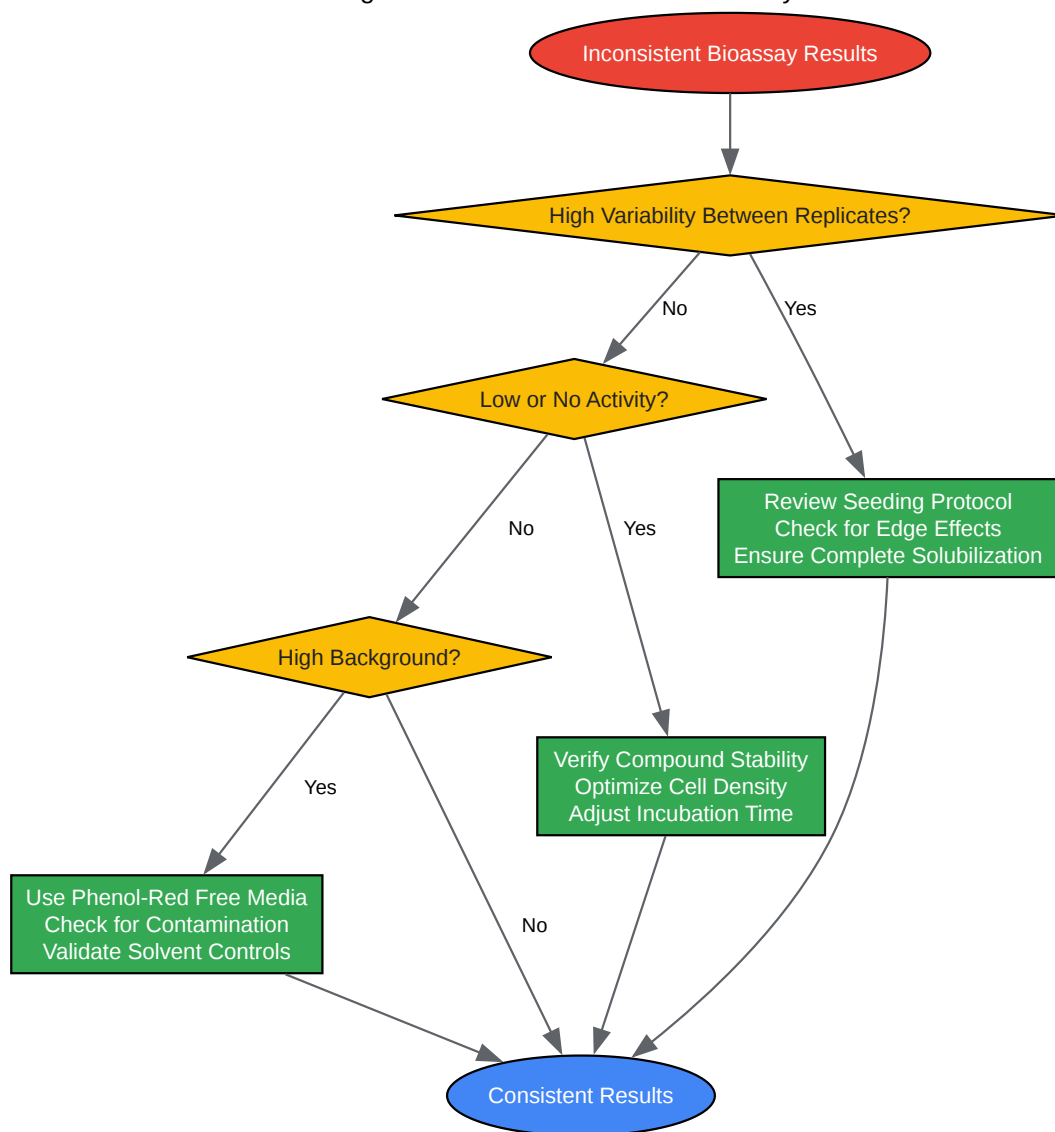 Inconsistent Bioassay Results
High Variability Between Replicates?
No
Yes
Low or No Activity?
Review Seeding Protocol
Check for Edge Effects
Ensure Complete Solubilization
No
Yes
High Background?
Verify Compound Stability
Optimize Cell Density
Adjust Incubation Time
Yes
Use Phenol-Red Free Media
Check for Contamination
Validate Solvent Controls
No
Consistent Results